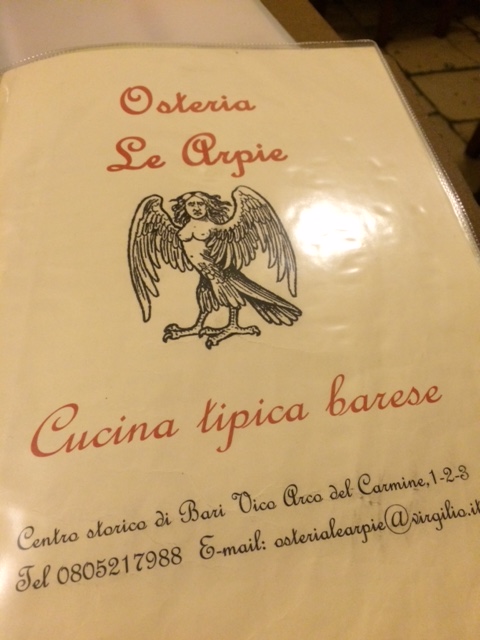 Osteria
Le Arpie
Cucina tipica barese
Centro storico di Bari Vico Arco del Carmine,1-2-3
Tel 0805217988 E-mail: osterialearpie@virgilio.it